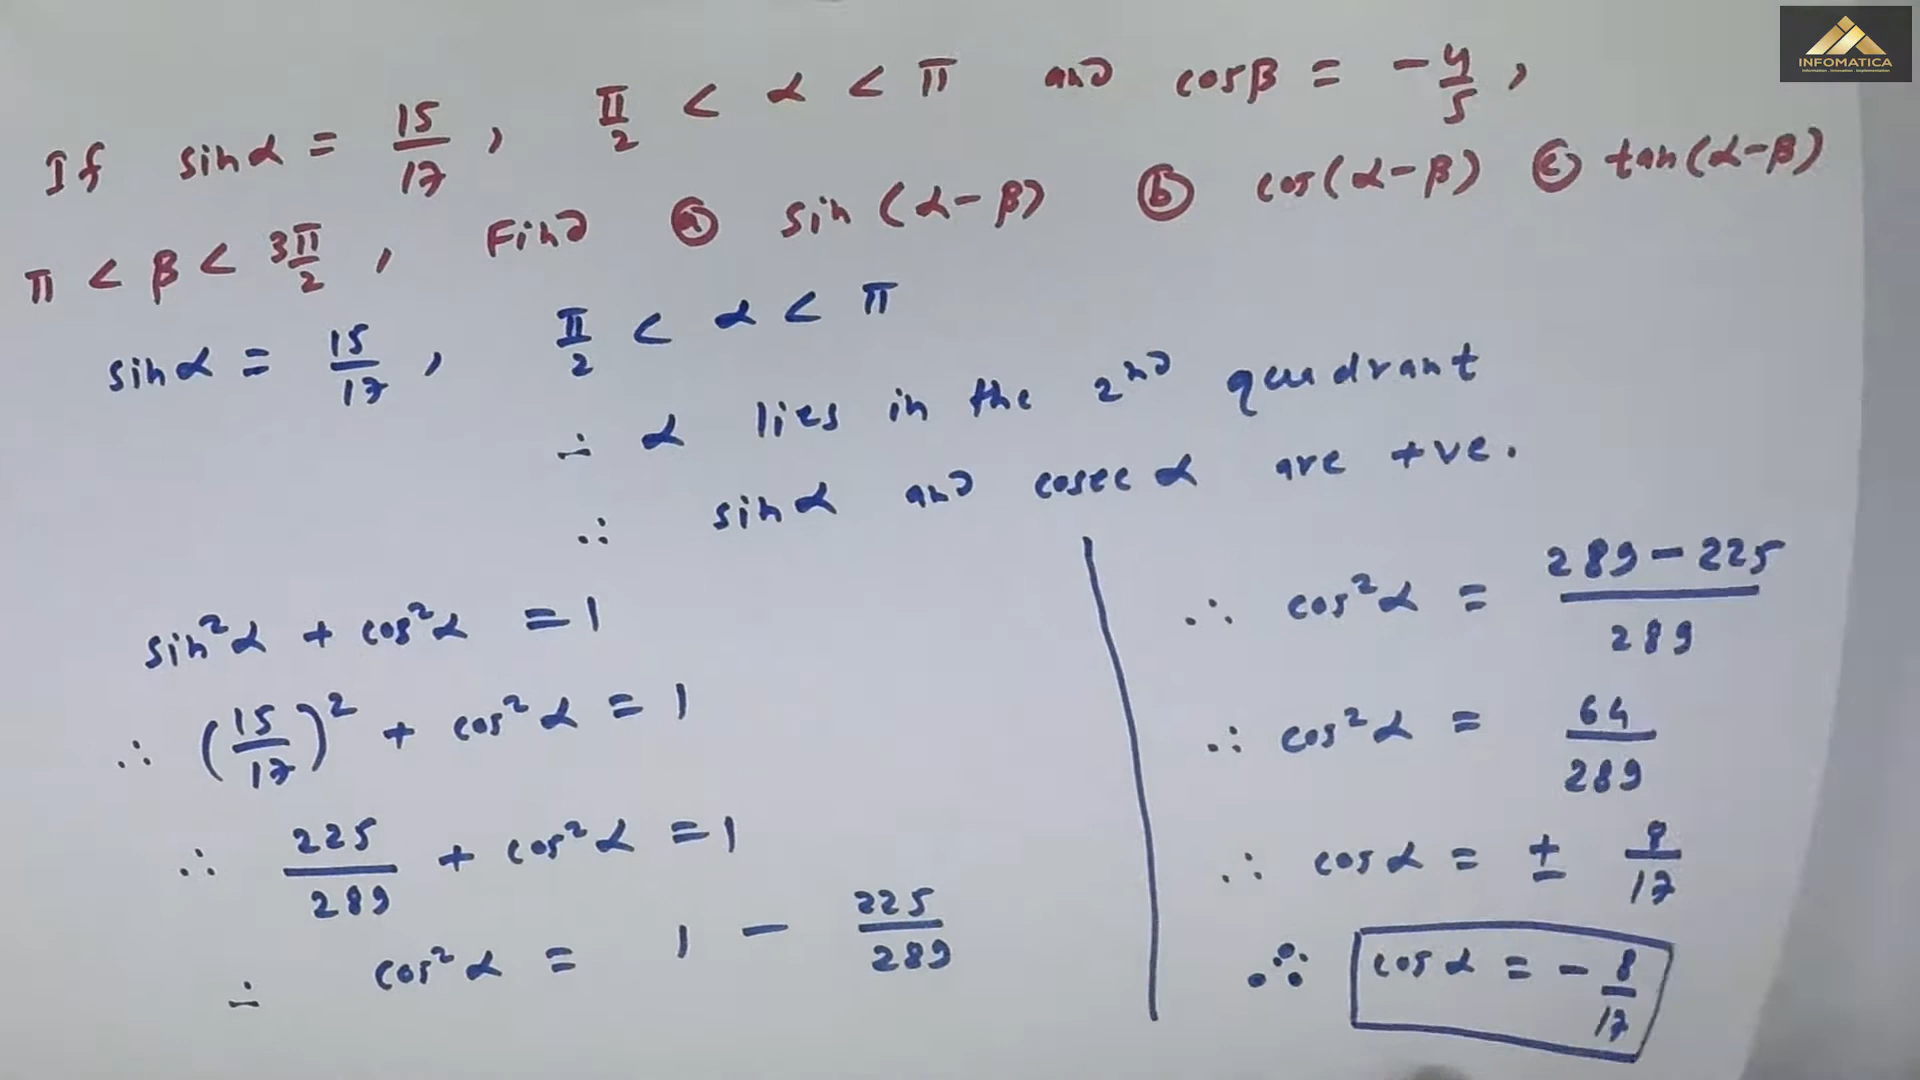 INFOMATICA
Information . Innovation . Implementation
If sinα = 15/17, π/2 < α < π and cosβ = -4/5,
π < β < 3π/2, Find ⓐ sin(α-β) ⓑ cos(α-β) ⓒ tan(α-β)
sinα = 15/17, π/2 < α < π
∴ α lies in the 2nd quadrant
∴ sinα and cosec α are +ve.
sin²α + cos²α = 1
∴ (15/17)² + cos²α = 1
∴ 225/289 + cos²α = 1
∴ cos²α = 1 - 225/289
∴ cos²α = 289-225/289
∴ cos²α = 64/289
∴ cosα = ± 8/17
∴ cosα = - 8/17